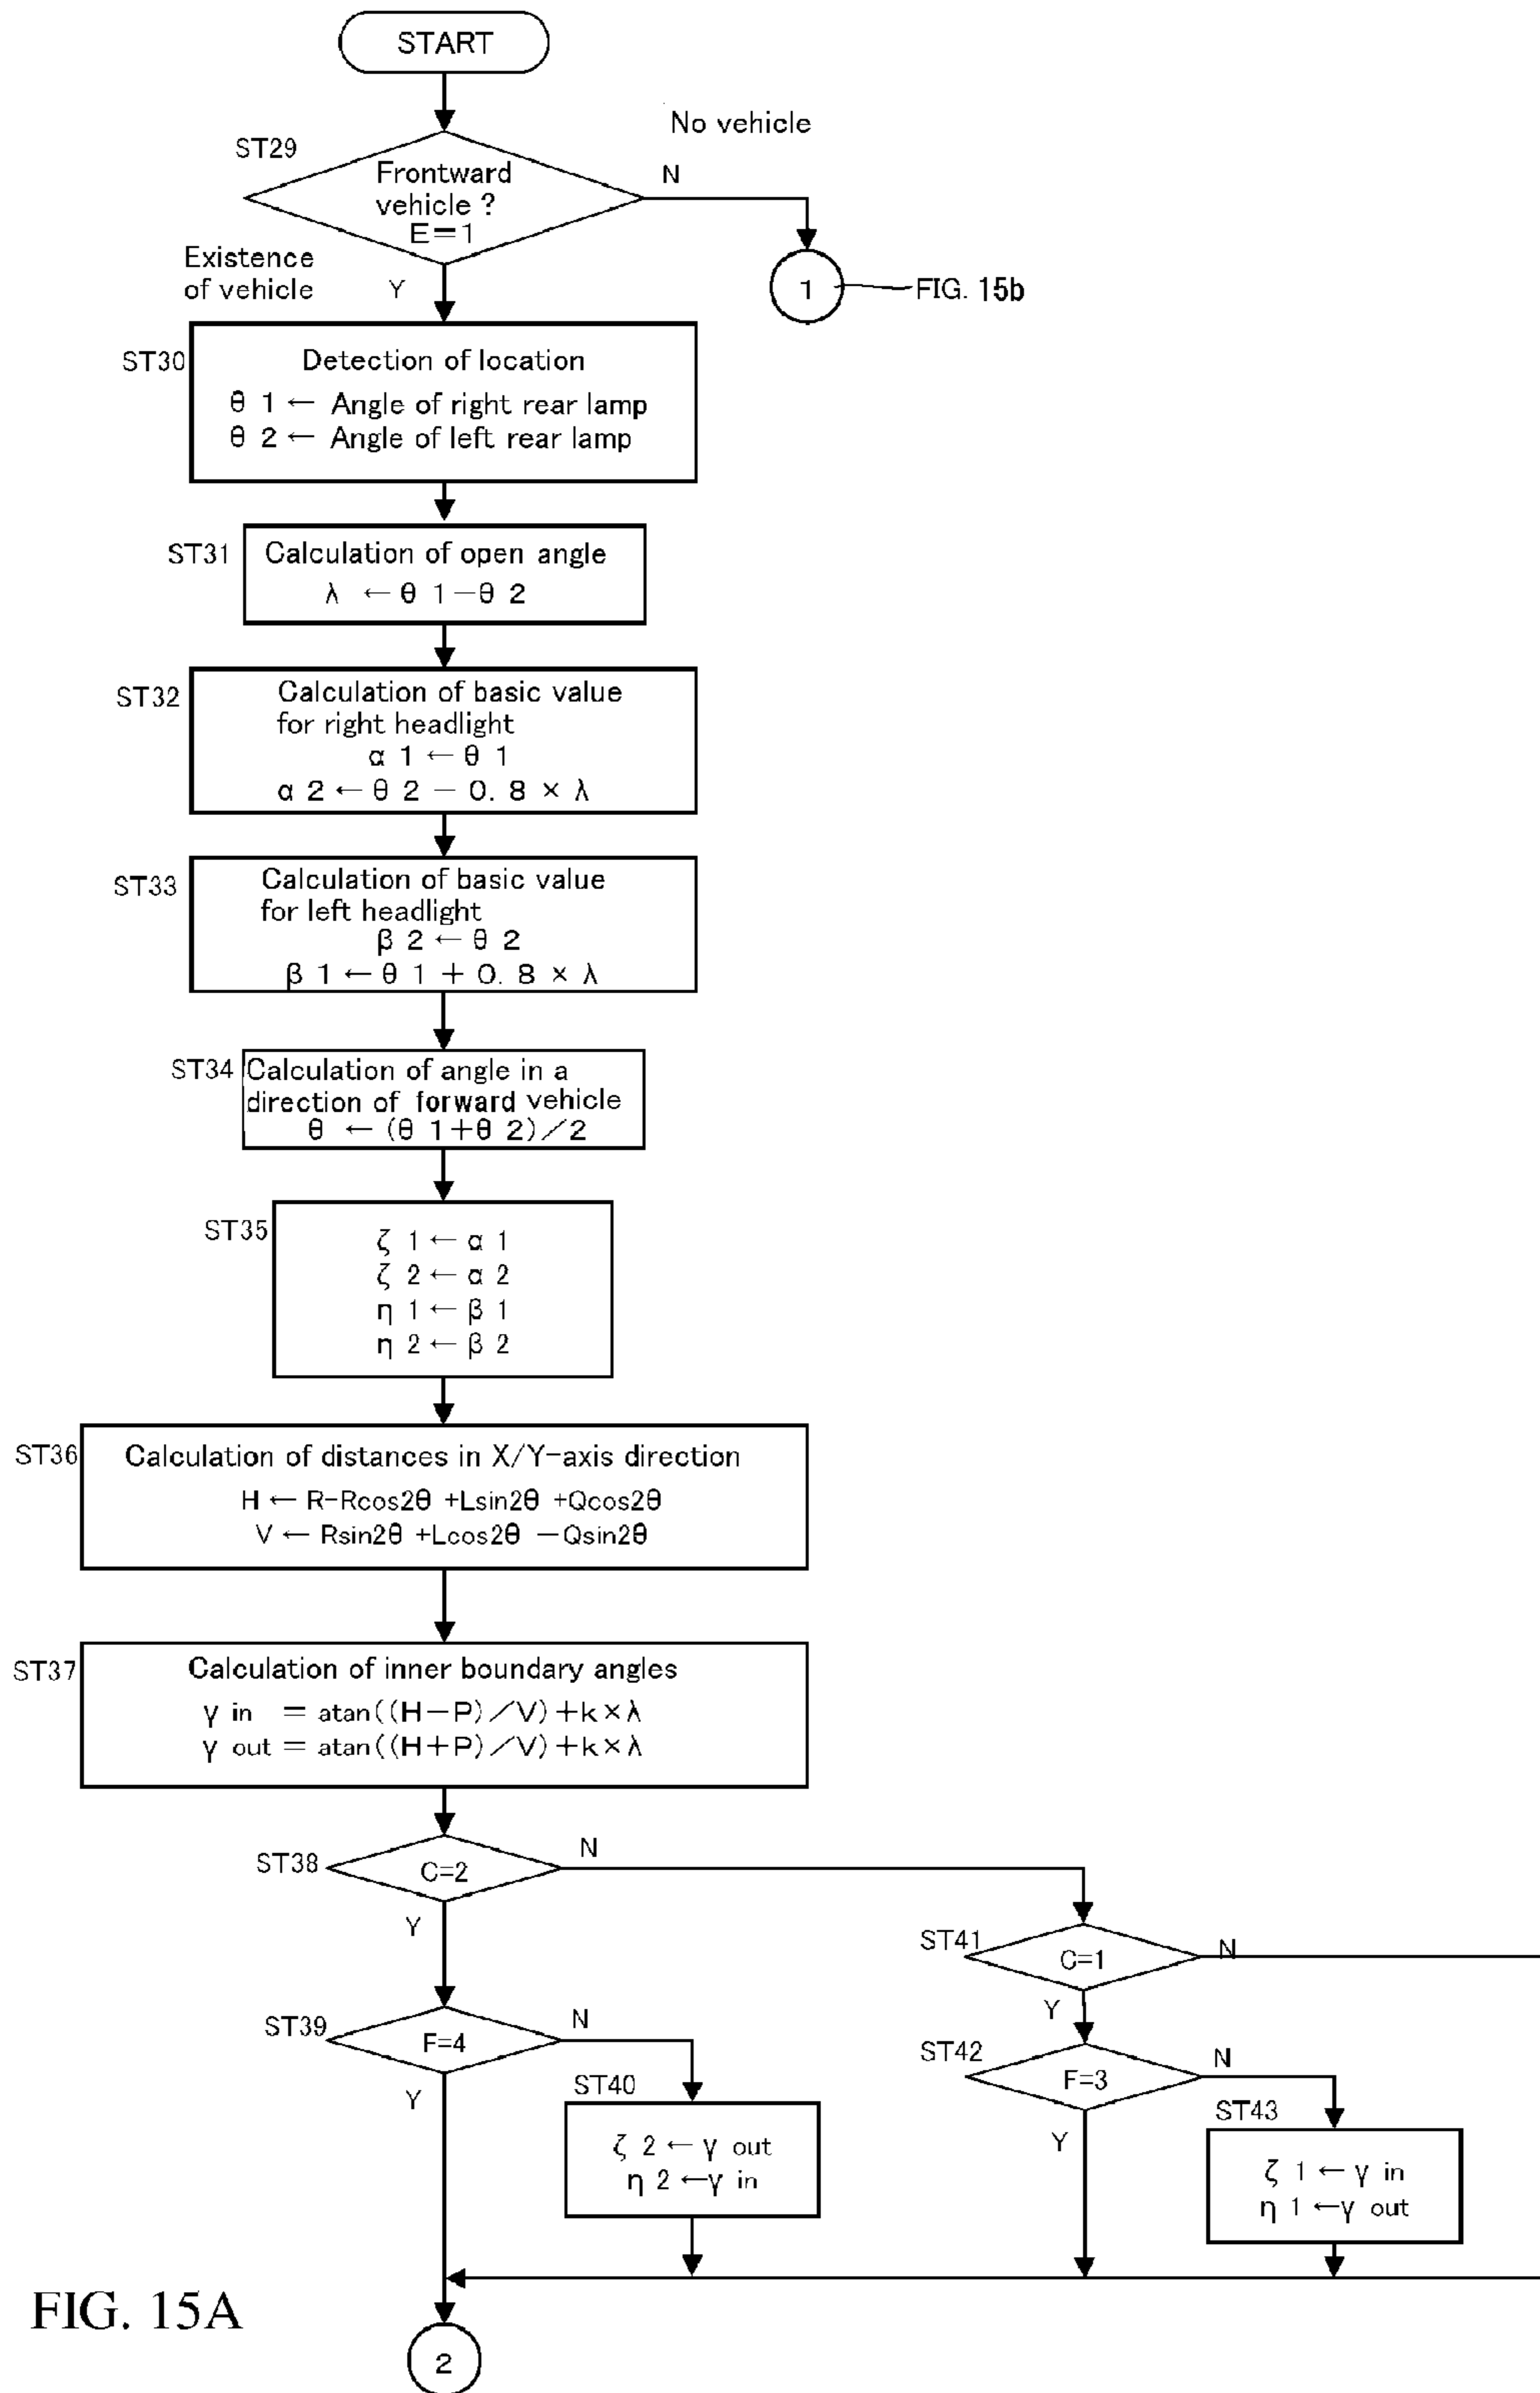 START
No vehicle
ST29
Frontward
vehicle ?
E=1
N
Existence
of vehicle
Y
1
FIG. 15b
ST30
Detection of location
θ 1 ← Angle of right rear lamp
θ 2 ← Angle of left rear lamp
ST31
Calculation of open angle
λ ← θ 1−θ 2
ST32
Calculation of basic value
for right headlight
α 1 ← θ 1
α 2 ← θ 2 − 0. 8 × λ
ST33
Calculation of basic value
for left headlight
β 2 ← θ 2
β 1 ← θ 1 + 0. 8 × λ
ST34
Calculation of angle in a
direction of forward vehicle
θ ← (θ 1+θ 2)/2
ST35
ζ 1 ← α 1
ζ 2 ← α 2
η 1 ← β 1
η 2 ← β 2
ST36
Calculation of distances in X/Y-axis direction
H ← R-Rcos2θ +Lsin2θ +Qcos2θ
V ← Rsin2θ +Lcos2θ −Qsin2θ
ST37
Calculation of inner boundary angles
γ in = atan((H−P)/V)+k×λ
γ out = atan((H+P)/V)+k×λ
ST38
C=2
N
Y
ST41
C=1
N
Y
ST39
F=4
N
Y
ST42
F=3
N
Y
ST40
ζ 2 ← γ out
η 2 ←γ in
ST43
ζ 1 ← γ in
η 1 ←γ out
FIG. 15A
2